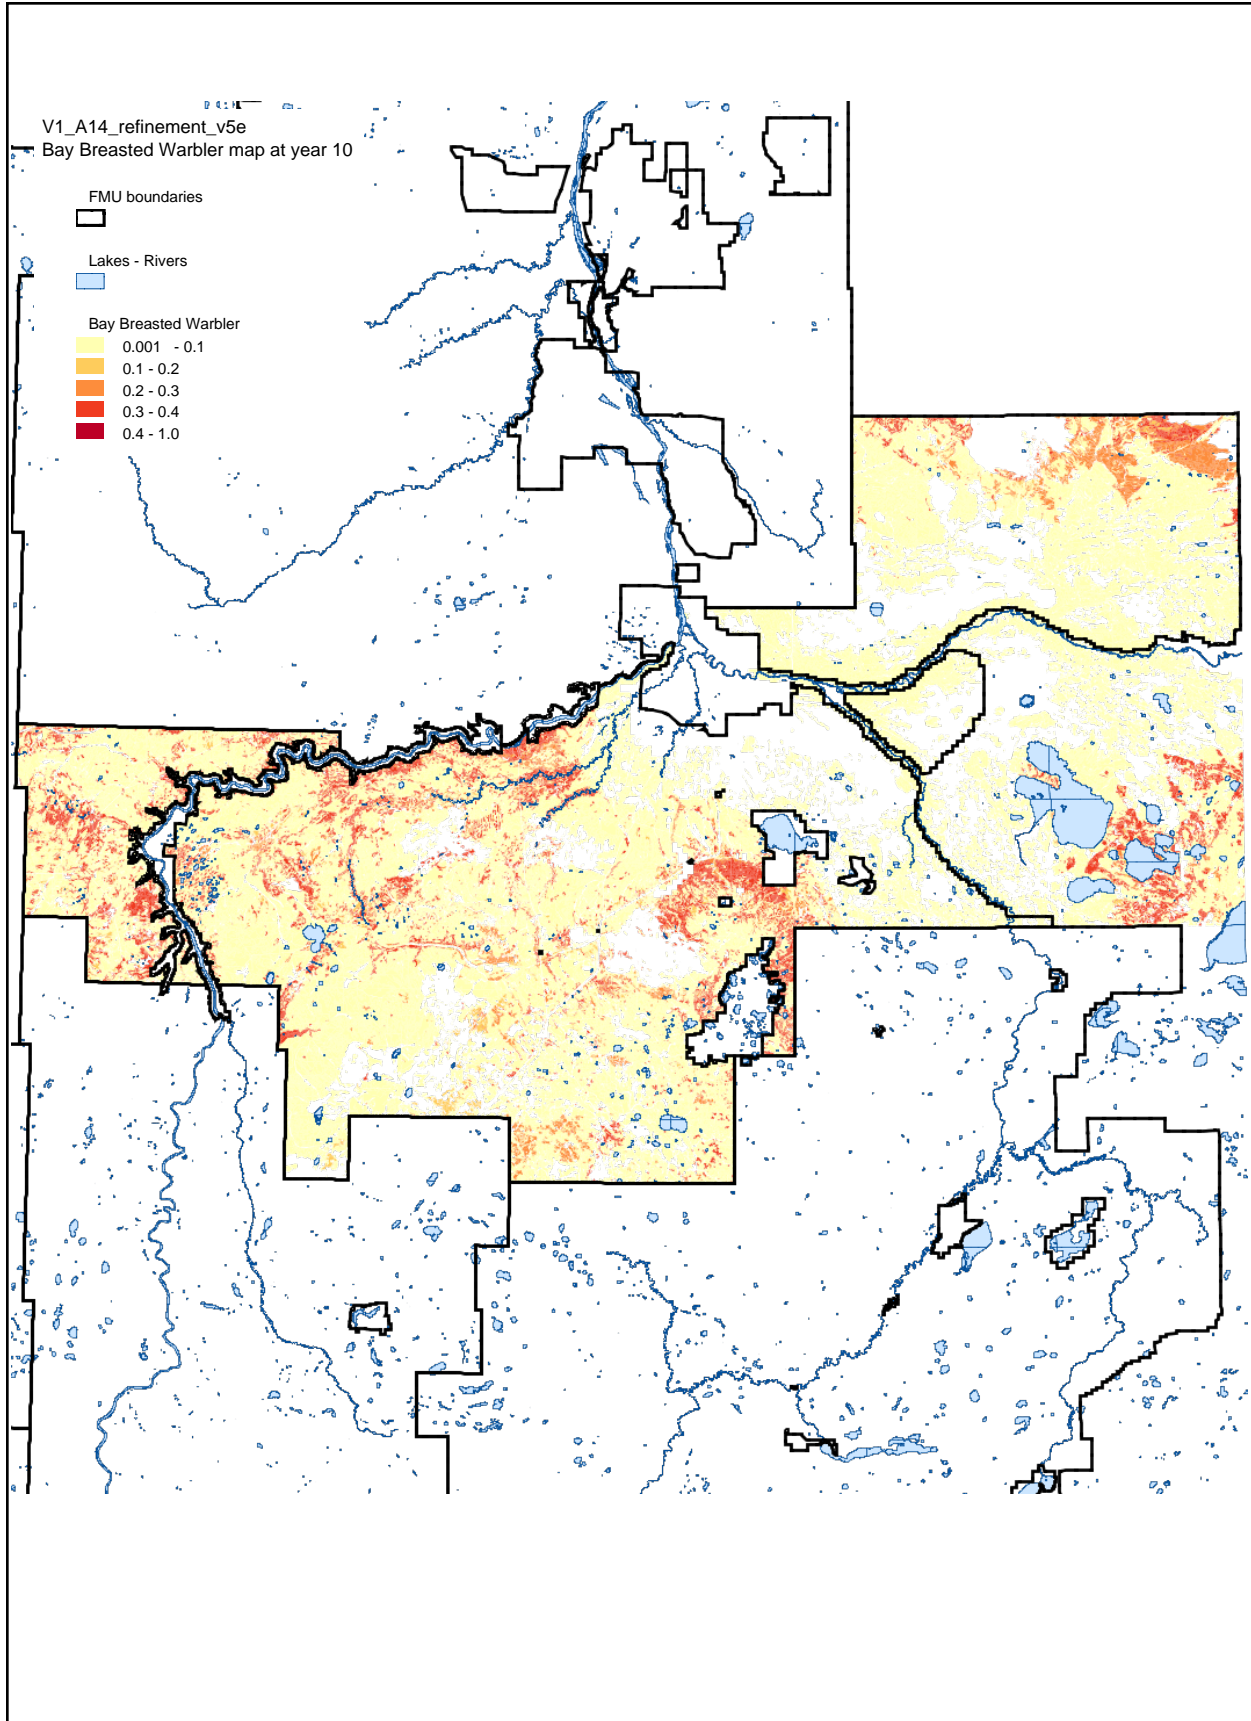 V1_A14_refinement_v5e
Bay Breasted Warbler map at year 10
FMU boundaries
Lakes - Rivers
Bay Breasted Warbler
0.001 - 0.1
0.1 - 0.2
0.2 - 0.3
0.3 - 0.4
0.4 - 1.0